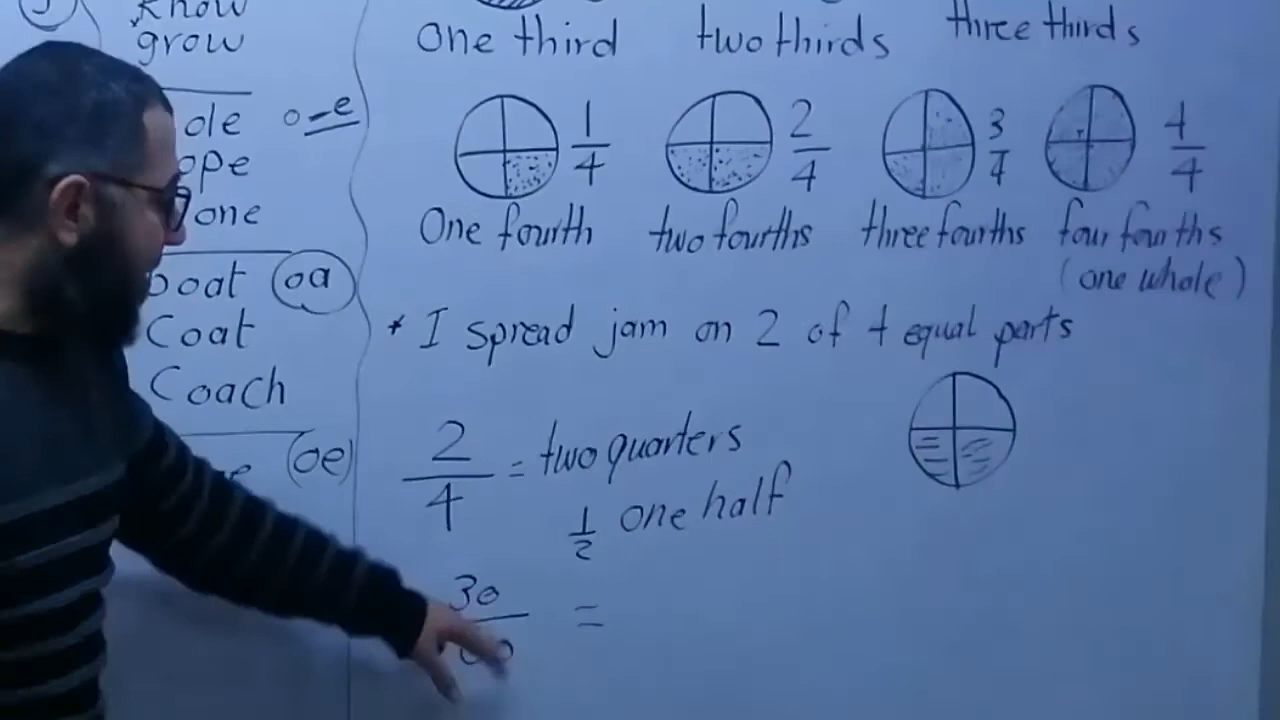 know
grow
ole o-e
ope
one
boat oa
Coat
Coach
oe
One third two thirds three thirds
1/4 2/4 3/4 4/4
One fourth two fourths three fourths four fourths
(one whole)
* I spread jam on 2 of 4 equal parts
2/4 = two quarters
1/2 one half
30
=